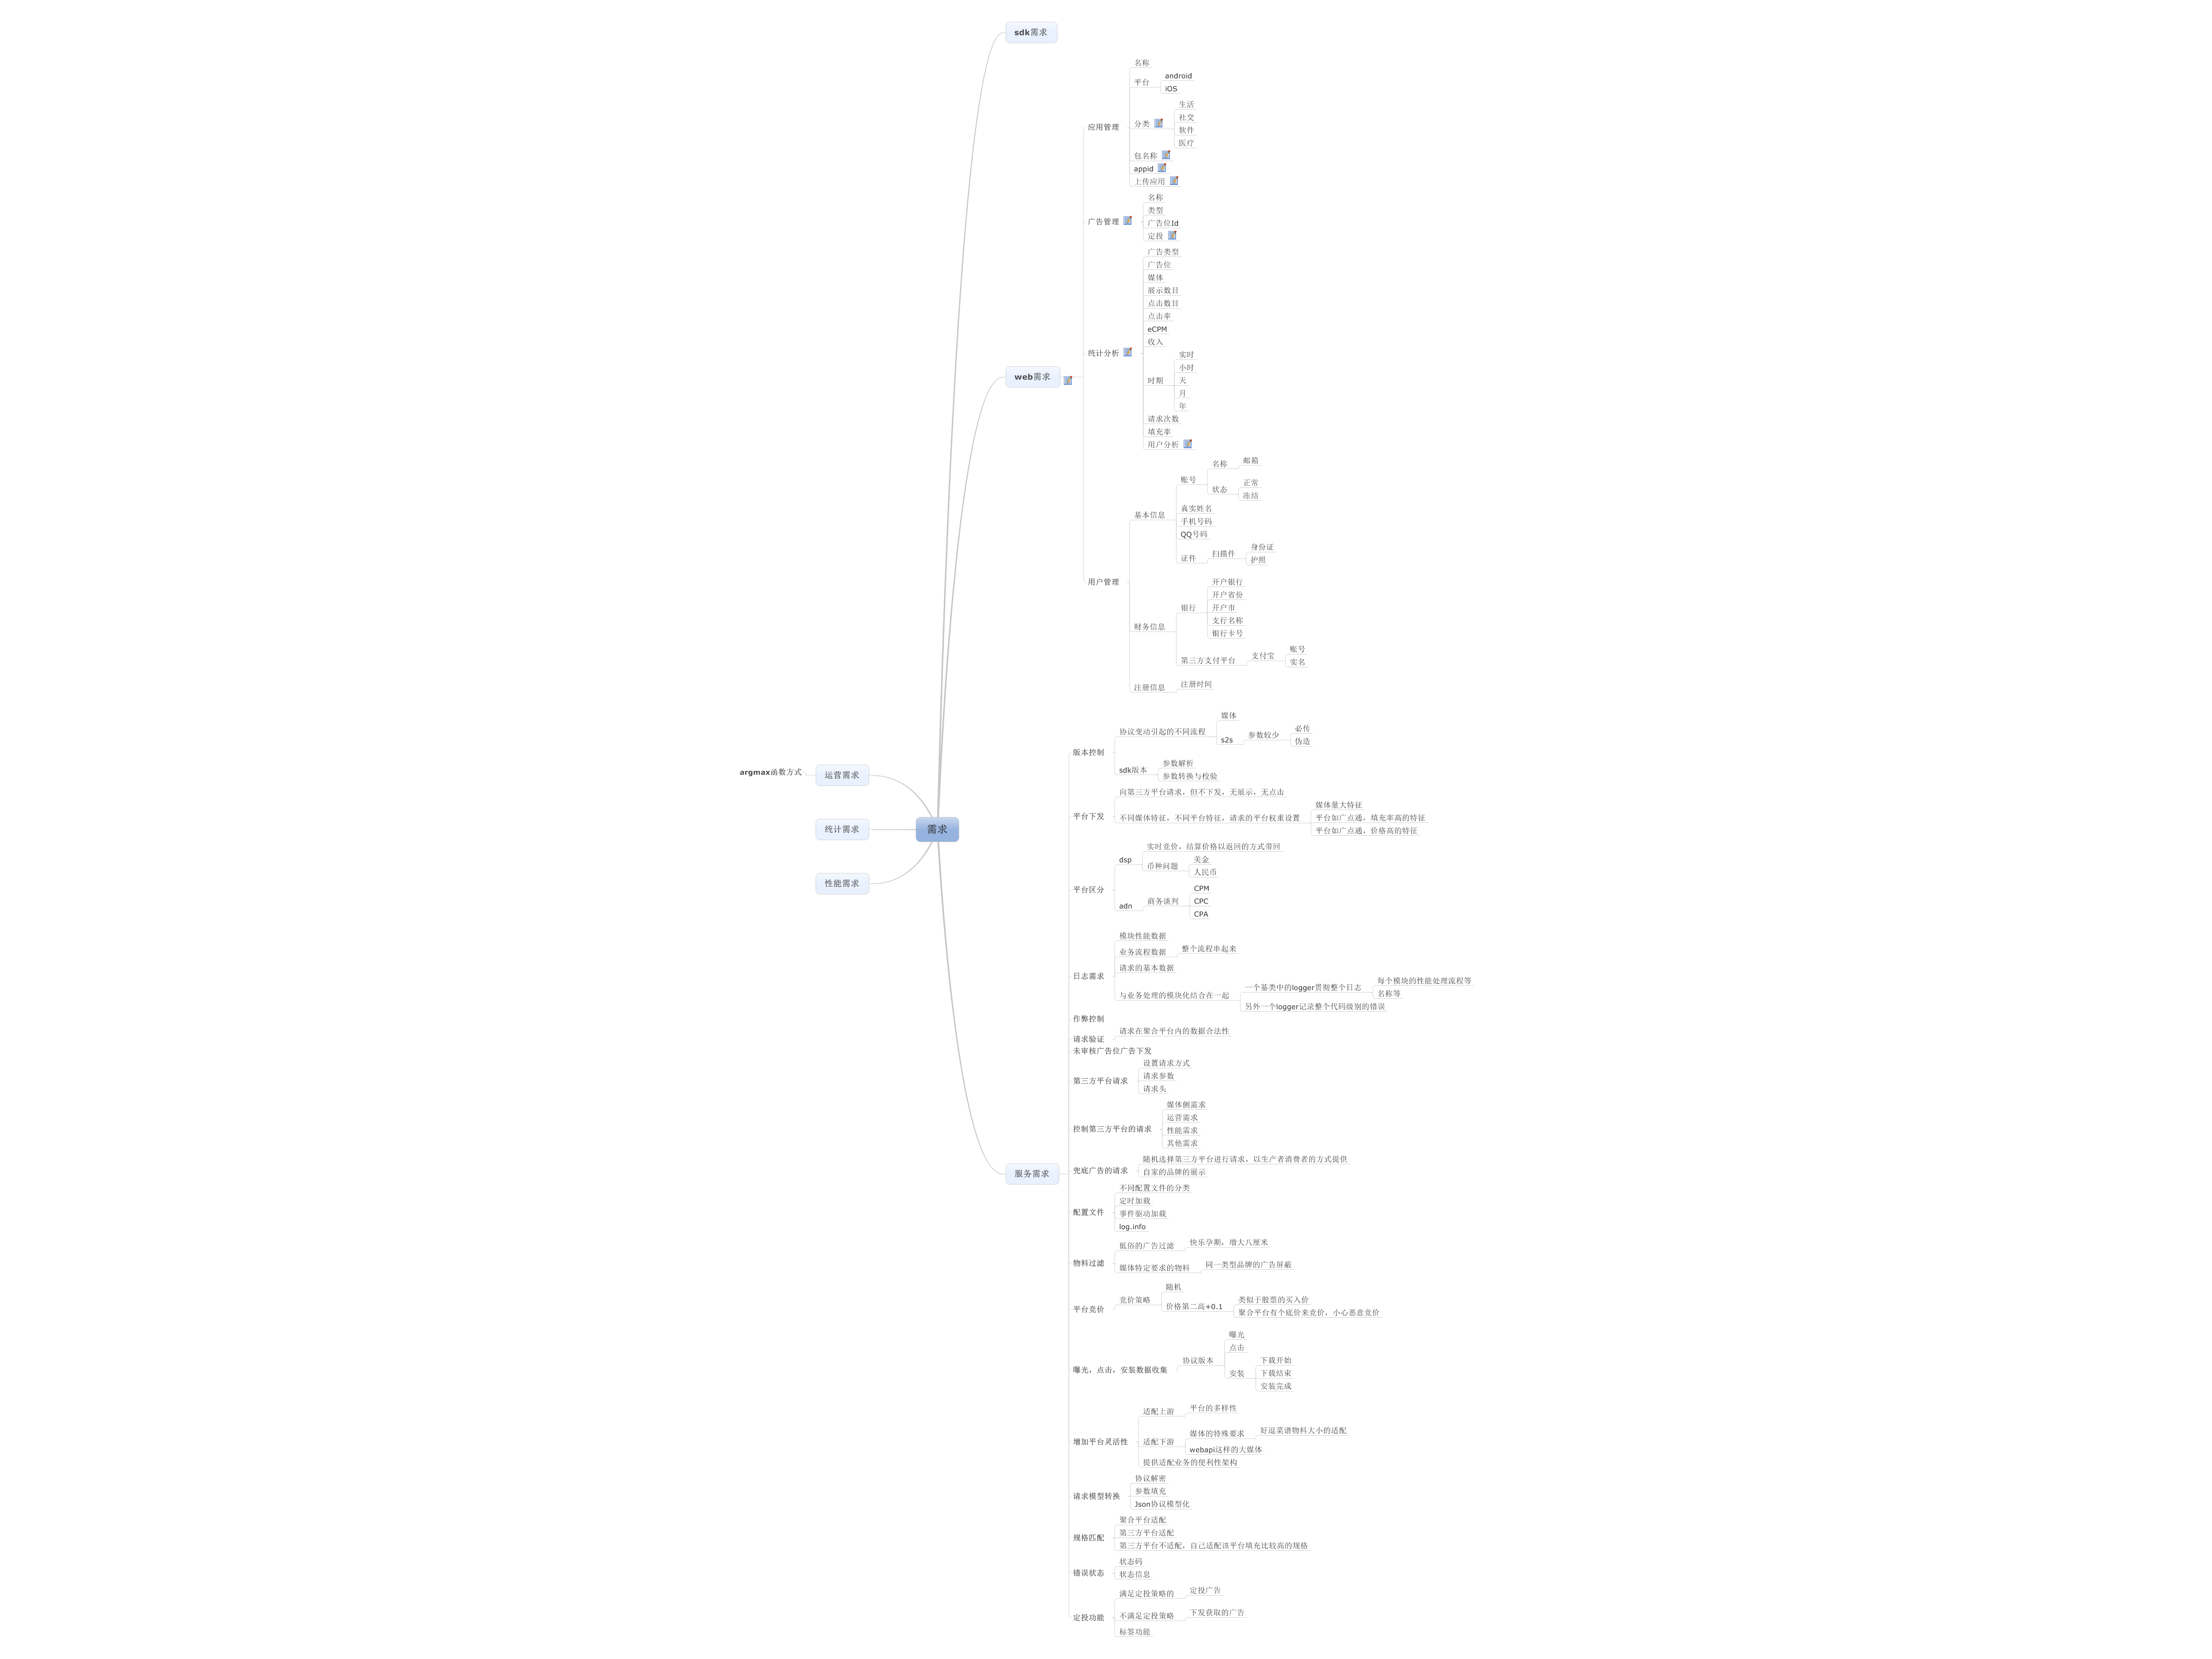 sdk需求
名称
android
平台
iOS
生活
社交
分类
软件
应用管理
医疗
包名称
appid
上传应用
名称
类型
广告管理
广告位Id
定投
广告类型
广告位
媒体
展示数目
点击数目
点击率
eCPM
收入
统计分析
实时
小时
时期
天
月
年
web需求
请求次数
填充率
用户分析
账号
名称
邮箱
状态
正常
冻结
基本信息
真实姓名
手机号码
QQ号码
证件
扫描件
身份证
护照
用户管理
财务信息
银行
开户银行
开户省份
开户市
支行名称
银行卡号
第三方支付平台
支付宝
账号
实名
注册信息
注册时间
版本控制
协议变动引起的不同流程
媒体
s2s
参数较少
必传
伪造
sdk版本
参数解析
参数转换与校验
argmax函数方式
运营需求
统计需求
性能需求
需求
平台下发
向第三方平台请求，但不下发，无展示，无点击
不同媒体特征，不同平台特征，请求的平台权重设置
媒体量大特征
平台如广点通，填充率高的特征
平台如广点通，价格高的特征
平台区分
dsp
实时竞价，结算价格以返回的方式带回
币种问题
美金
人民币
adn
商务谈判
CPM
CPC
CPA
日志需求
模块性能数据
业务流程数据
整个流程串起来
请求的基本数据
与业务处理的模块化结合在一起
一个基类中的logger贯彻整个日志
每个模块的性能处理流程等
名称等
另外一个logger记录整个代码级别的错误
作弊控制
请求验证
请求在聚合平台内的数据合法性
未审核广告位广告下发
第三方平台请求
设置请求方式
请求参数
请求头
控制第三方平台的请求
媒体侧需求
运营需求
性能需求
其他需求
服务需求
兜底广告的请求
随机选择第三方平台进行请求，以生产者消费者的方式提供
自家的品牌的展示
配置文件
不同配置文件的分类
定时加载
事件驱动加载
log.info
物料过滤
低俗的广告过滤
快乐孕期，增大八厘米
媒体特定要求的物料
同一类型品牌的广告屏蔽
平台竞价
竞价策略
随机
价格第二高+0.1
类似于股票的买入价
聚合平台有个底价来竞价，小心恶意竞价
曝光，点击，安装数据收集
协议版本
曝光
点击
安装
下载开始
下载结束
安装完成
增加平台灵活性
适配上游
平台的多样性
适配下游
媒体的特殊要求
好逗菜谱物料大小的适配
webapi这样的大媒体
提供适配业务的便利性架构
请求模型转换
协议解密
参数填充
Json协议模型化
规格匹配
聚合平台适配
第三方平台适配
第三方平台不适配，自己适配该平台填充比较高的规格
错误状态
状态码
状态信息
定投功能
满足定投策略的
定投广告
不满足定投策略
下发获取的广告
标签功能